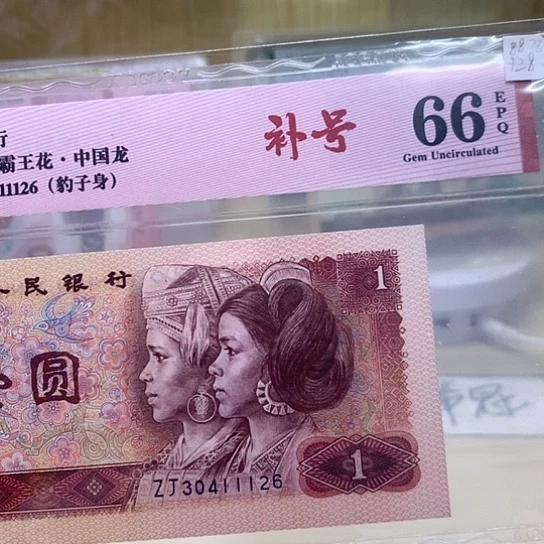 行
霸王花·中国龙
11126（豹子身）
补号
66
EPQ
Gem Uncirculated
人民银行
圆
1
ZJ30411126
1